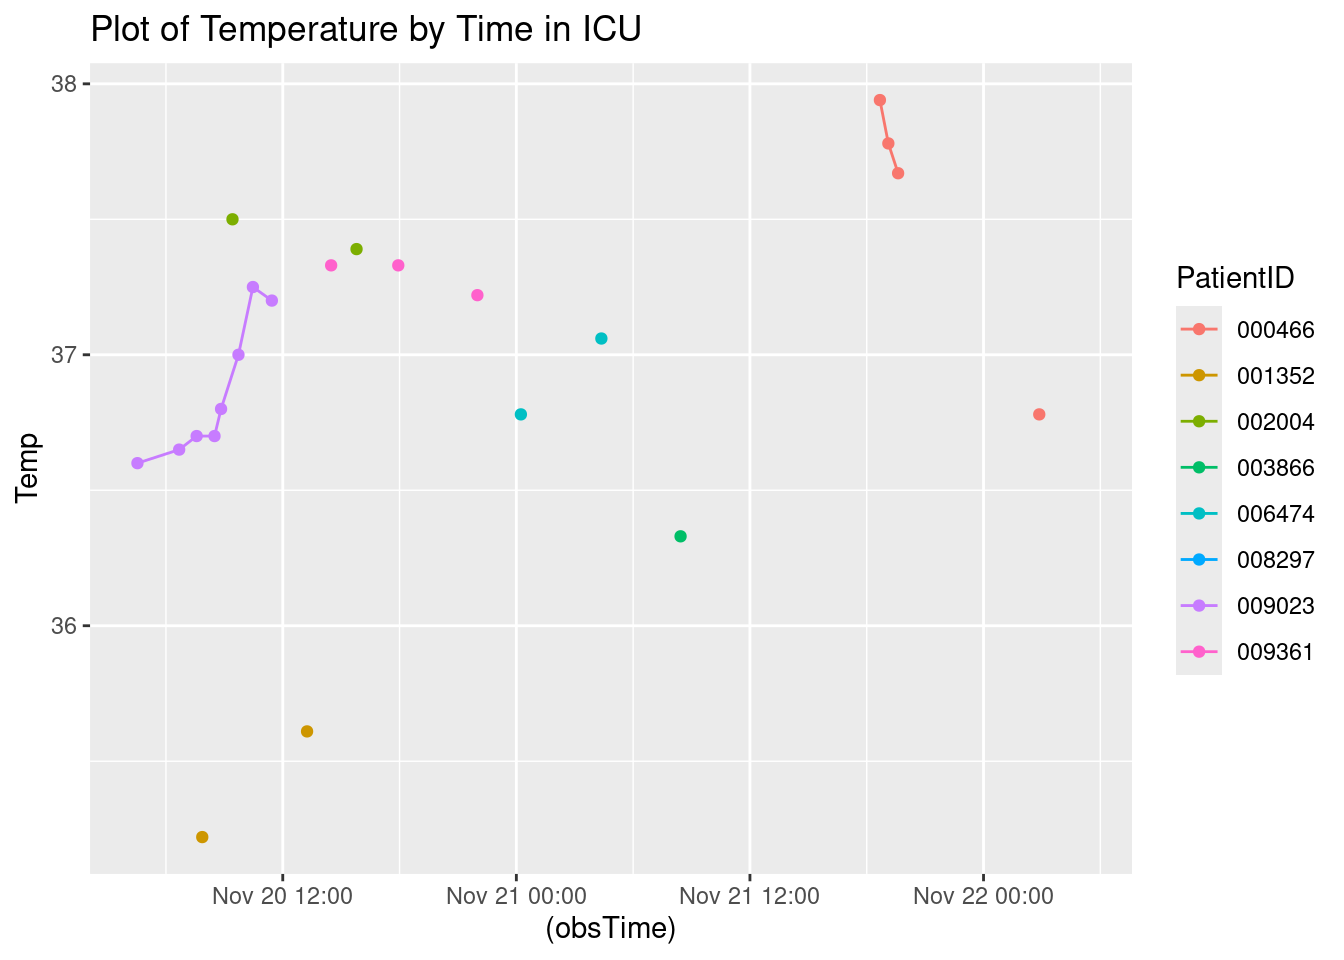 Plot of Temperature by Time in ICU
38
37
36
Temp
Nov 20 12:00
Nov 21 00:00
Nov 21 12:00
Nov 22 00:00
(obsTime)
PatientID
000466
001352
002004
003866
006474
008297
009023
009361